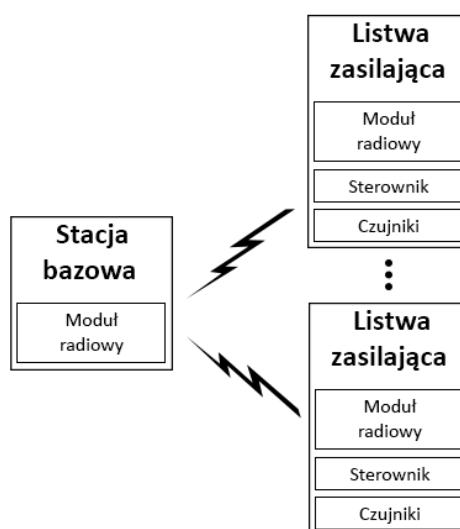 Listwa
zasilająca
Moduł
radiowy
Sterownik
Czujniki
Stacja
bazowa
Moduł
radiowy
Listwa
zasilająca
Moduł
radiowy
Sterownik
Czujniki